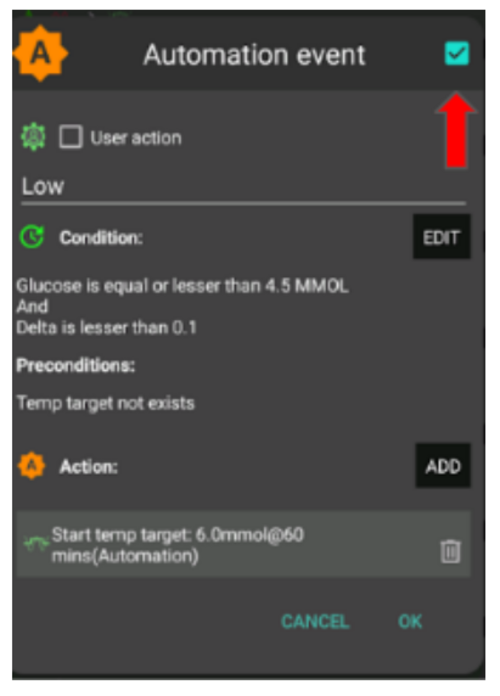 A
Automation event
User action
Low
Condition:
EDIT
Glucose is equal or lesser than 4.5 MMOL
And
Delta is lesser than 0.1
Preconditions:
Temp target not exists
A
Action:
ADD
Start temp target: 6.0mmol@60
mins(Automation)
CANCEL
OK